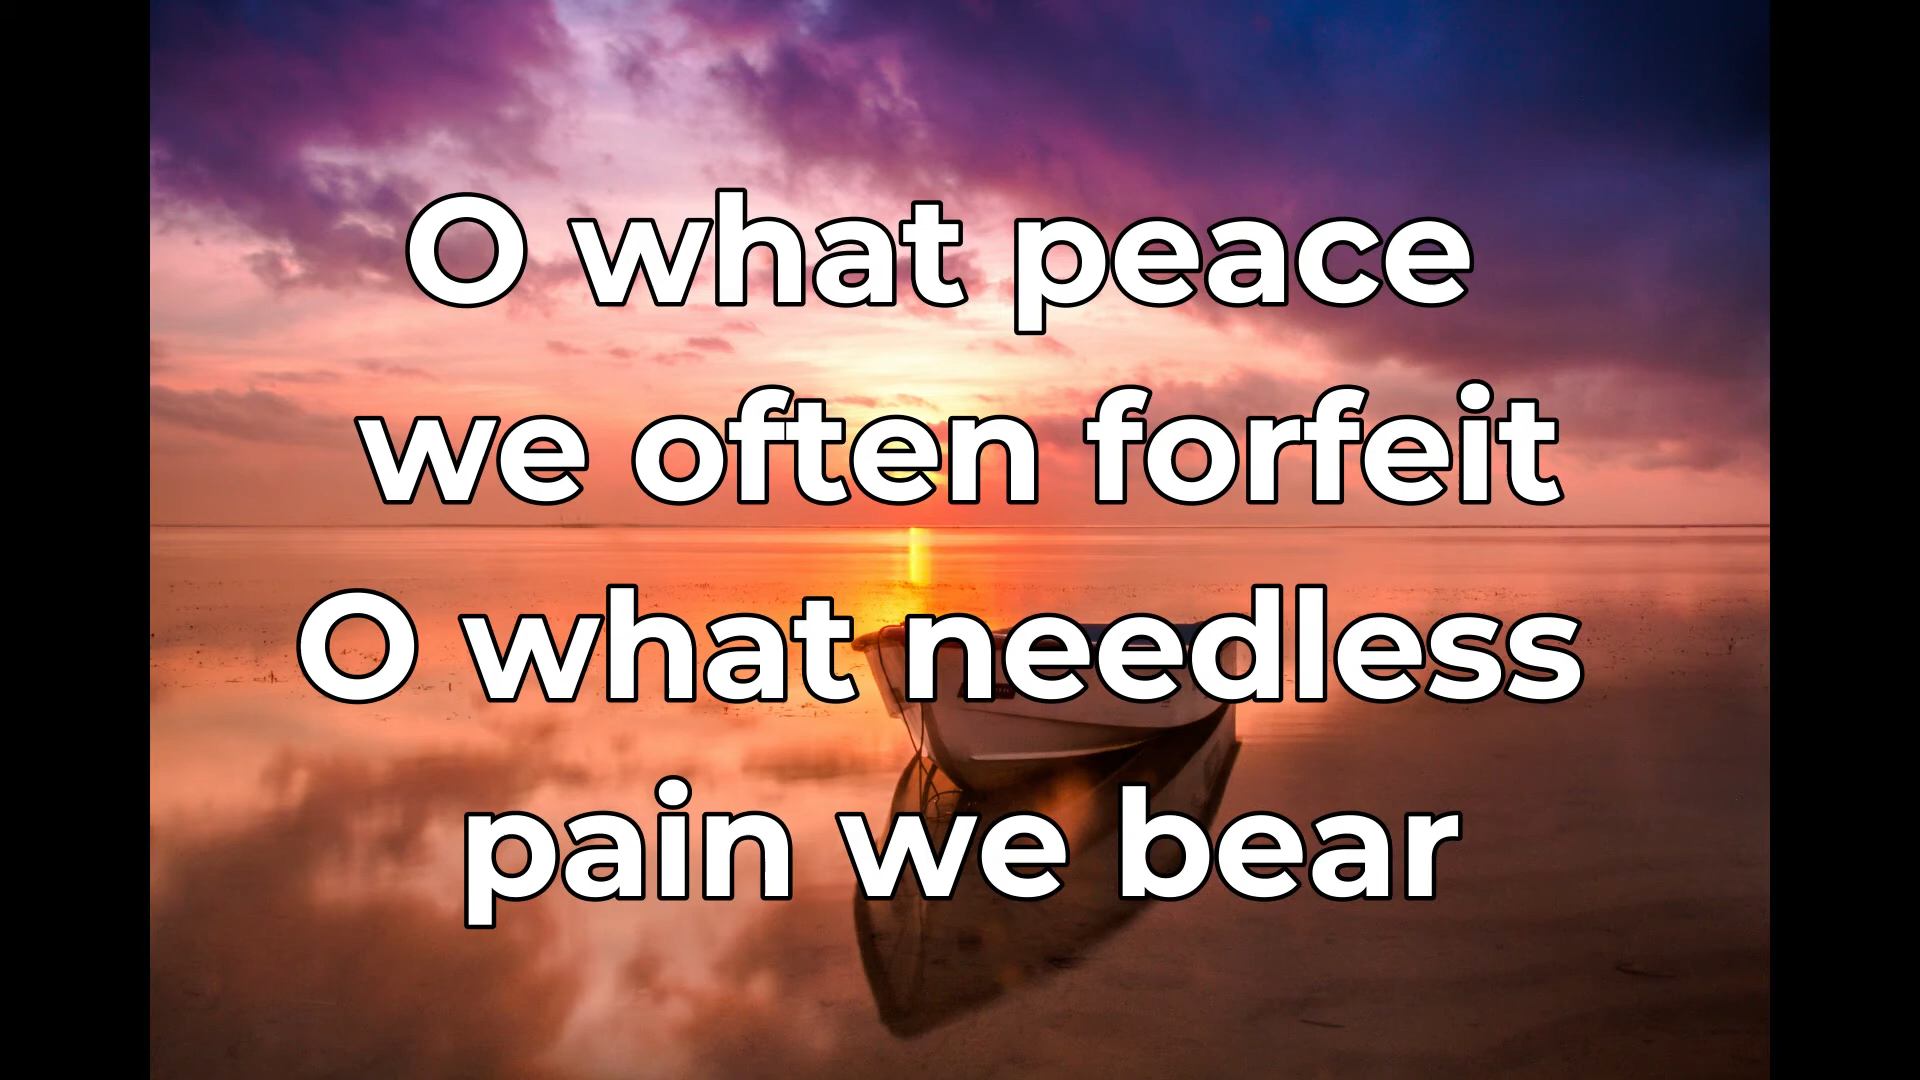 O what peace
we often forfeit
O what needless
pain we bear